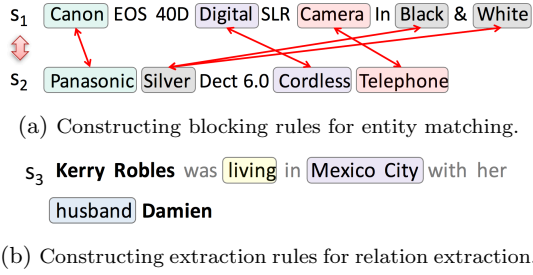 s1 Canon EOS 40D Digital SLR Camera In Black & White
s2 Panasonic Silver Dect 6.0 Cordless Telephone
(a) Constructing blocking rules for entity matching.
s3 Kerry Robles was living in Mexico City with her
husband Damien
(b) Constructing extraction rules for relation extraction.